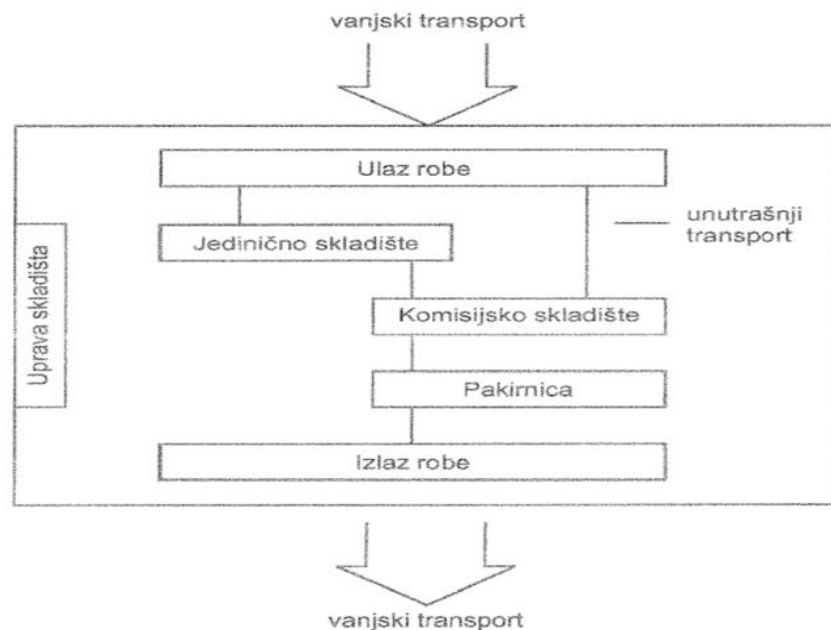 vanjski transport
Ulaz robe
unutrašnji
transport
Jedinično skladište
Uprava skladišta
Komisijsko skladište
Pakirnica
Izlaz robe
vanjski transport